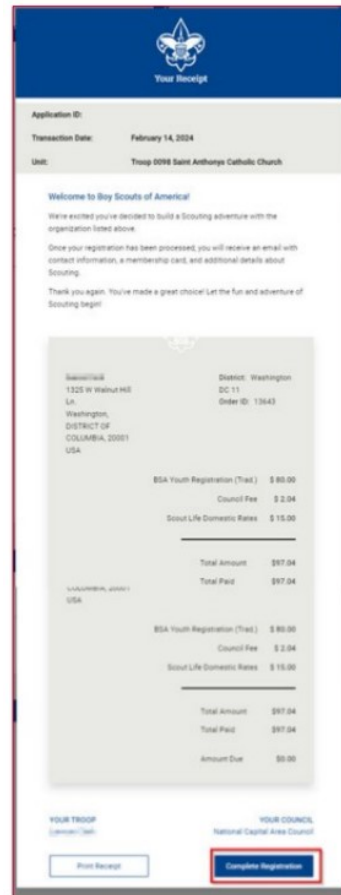 Your Receipt
Application ID:
Transaction Date: February 14, 2024
Unit: Troop 0098 Saint Anthonys Catholic Church
Welcome to Boy Scouts of America!
We're excited you've decided to build a Scouting adventure with the
organization listed above.
Once your registration has been processed, you will receive an email with
contact information, a membership card, and additional details about
Scouting.
Thank you again. You've made a great choice! Let the fun and adventure of
Scouting begin!
1325 W Walnut Hill
Ln.
Washington,
DISTRICT OF
COLUMBIA, 20001
USA
District: Washington
DC 11
Order ID: 13643
BSA Youth Registration (Trad.) $ 80.00
Council Fee $ 2.04
Scout Life Domestic Rates $ 15.00
Total Amount $97.04
Total Paid $97.04
COLUMBIA, 20001
USA
BSA Youth Registration (Trad.) $ 80.00
Council Fee $ 2.04
Scout Life Domestic Rates $ 15.00
Total Amount $97.04
Total Paid $97.04
Amount Due $0.00
YOUR TROOP
YOUR COUNCIL
National Capital Area Council
Print Receipt
Complete Registration